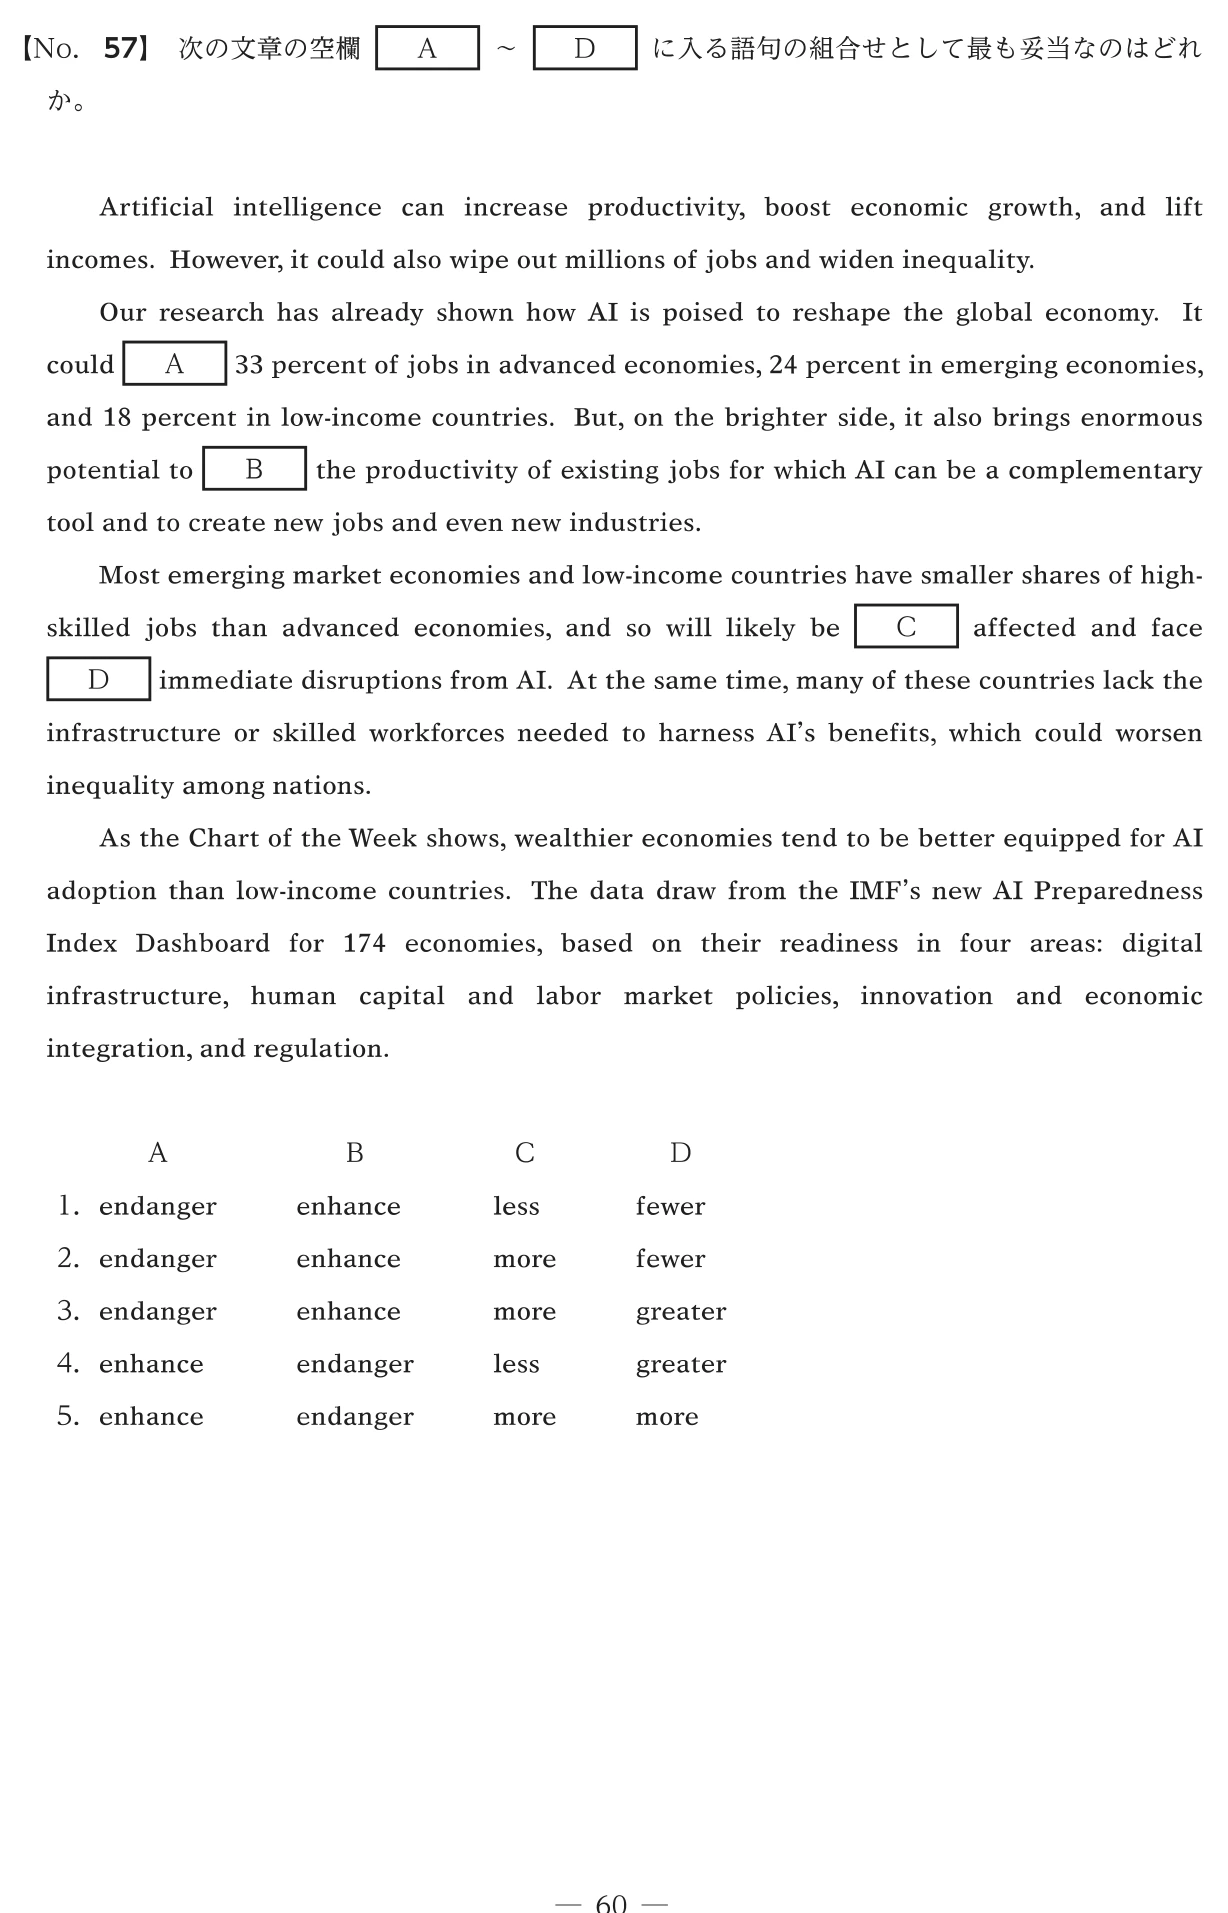 【No. 57】 次の文章の空欄 A ～ D に入る語句の組合せとして最も妥当なのはどれ
か。
Artificial intelligence can increase productivity, boost economic growth, and lift
incomes. However, it could also wipe out millions of jobs and widen inequality.
Our research has already shown how AI is poised to reshape the global economy. It
could A 33 percent of jobs in advanced economies, 24 percent in emerging economies,
and 18 percent in low-income countries. But, on the brighter side, it also brings enormous
potential to B the productivity of existing jobs for which AI can be a complementary
tool and to create new jobs and even new industries.
Most emerging market economies and low-income countries have smaller shares of high-
skilled jobs than advanced economies, and so will likely be C affected and face
D immediate disruptions from AI. At the same time, many of these countries lack the
infrastructure or skilled workforces needed to harness AI's benefits, which could worsen
inequality among nations.
As the Chart of the Week shows, wealthier economies tend to be better equipped for AI
adoption than low-income countries. The data draw from the IMF's new AI Preparedness
Index Dashboard for 174 economies, based on their readiness in four areas: digital
infrastructure, human capital and labor market policies, innovation and economic
integration, and regulation.
A B C D
1. endanger enhance less fewer
2. endanger enhance more fewer
3. endanger enhance more greater
4. enhance endanger less greater
5. enhance endanger more more
— 60 —